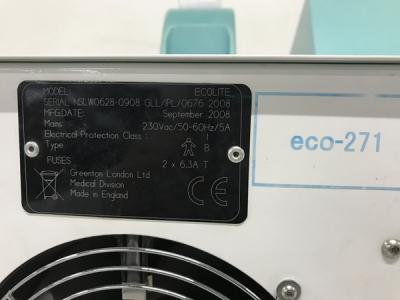 MODEL: ECOLITE
SERIAL: NSLW0628-0908 GLL/IPL/0676 2008
MFG.DATE: September 2008
Mains 230Vac/50-60Hz/5A
Electrical Protection Class : I
Type B
FUSES 2 x 6.3A T
Greenton London Ltd
Medical Division
Made in England
CE
eco-271